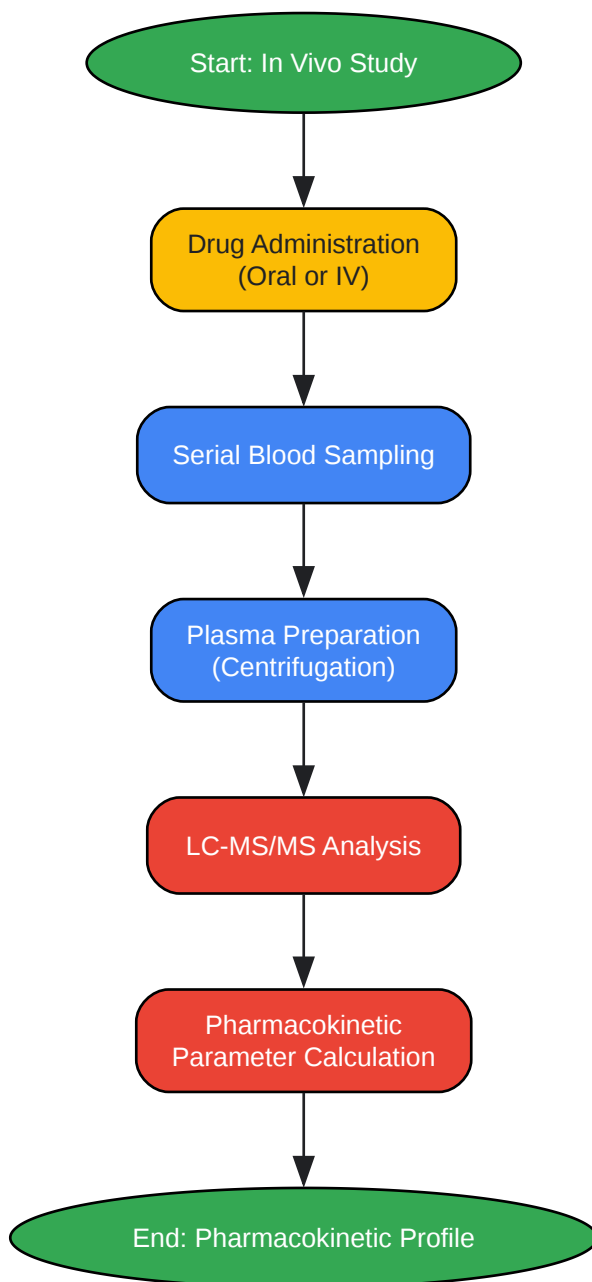 Start: In Vivo Study
Drug Administration
(Oral or IV)
Serial Blood Sampling
Plasma Preparation
(Centrifugation)
LC-MS/MS Analysis
Pharmacokinetic
Parameter Calculation
End: Pharmacokinetic Profile